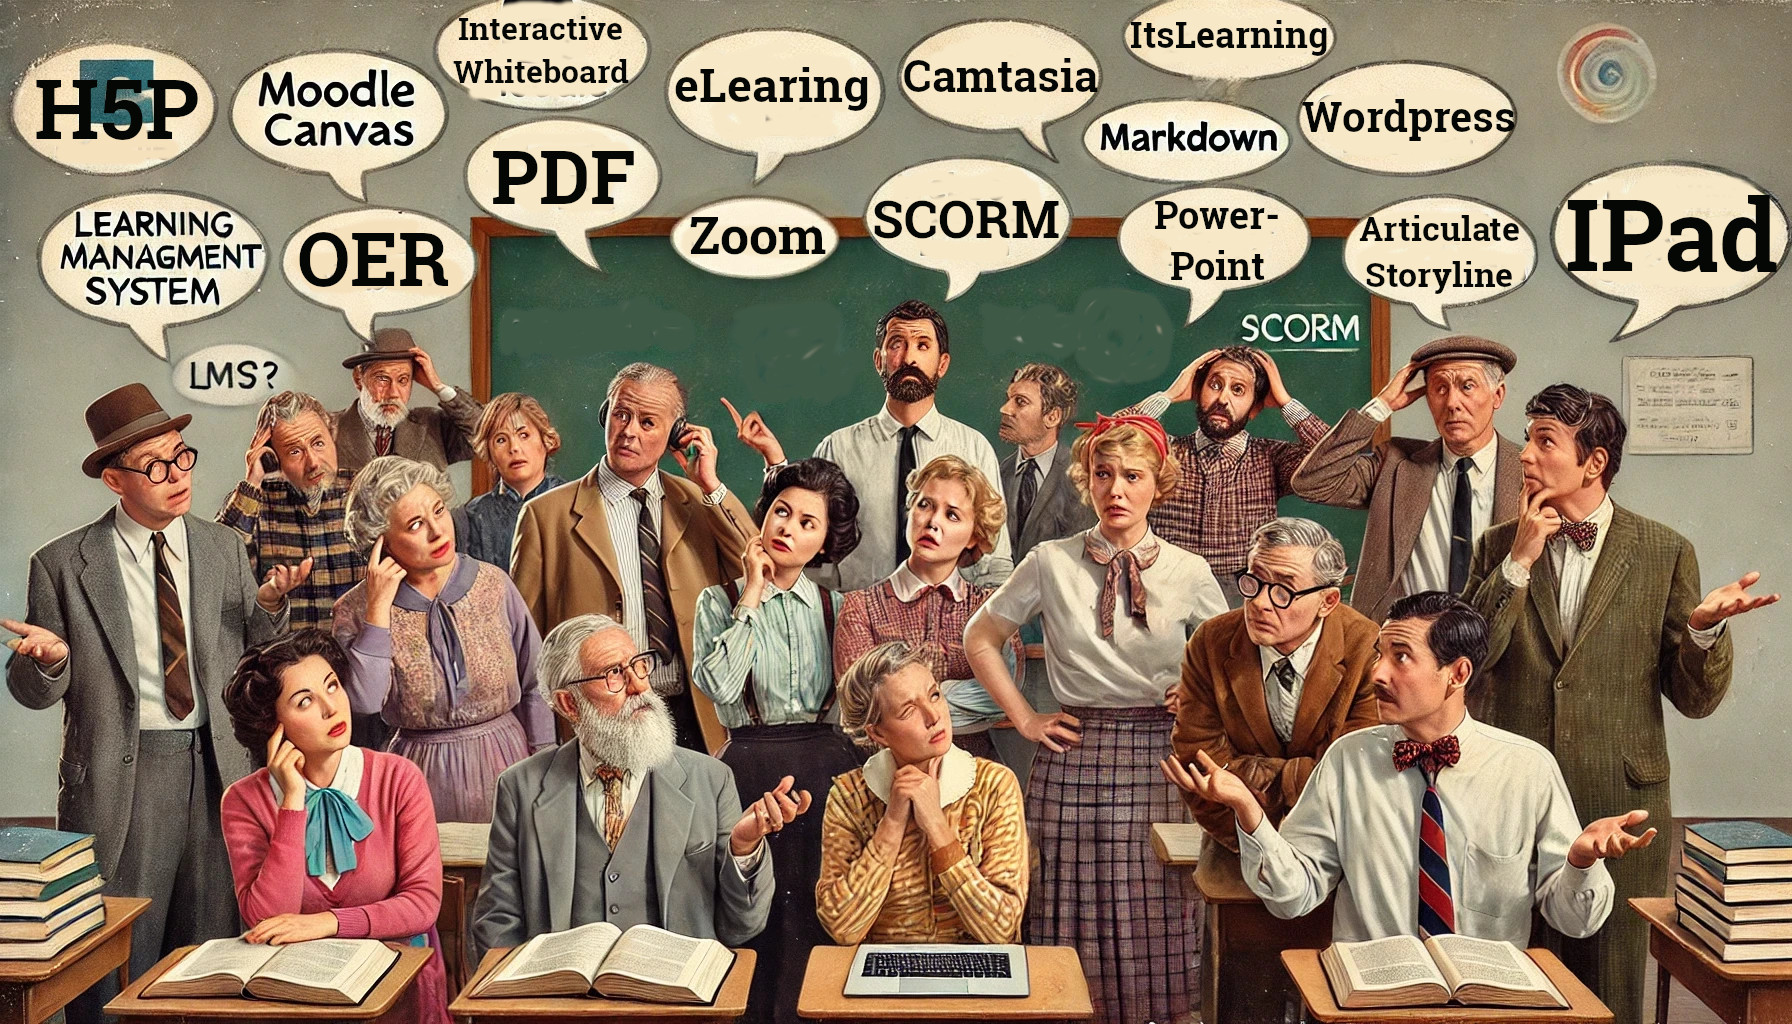 Interactive
Whiteboard
ItsLearning
H5P
Moodle
Canvas
eLearing
Camtasia
Markdown
Wordpress
PDF
LEARNING
MANAGMENT
SYSTEM
OER
Zoom
SCORM
Power-
Point
Articulate
Storyline
IPad
SCORM
LMS?